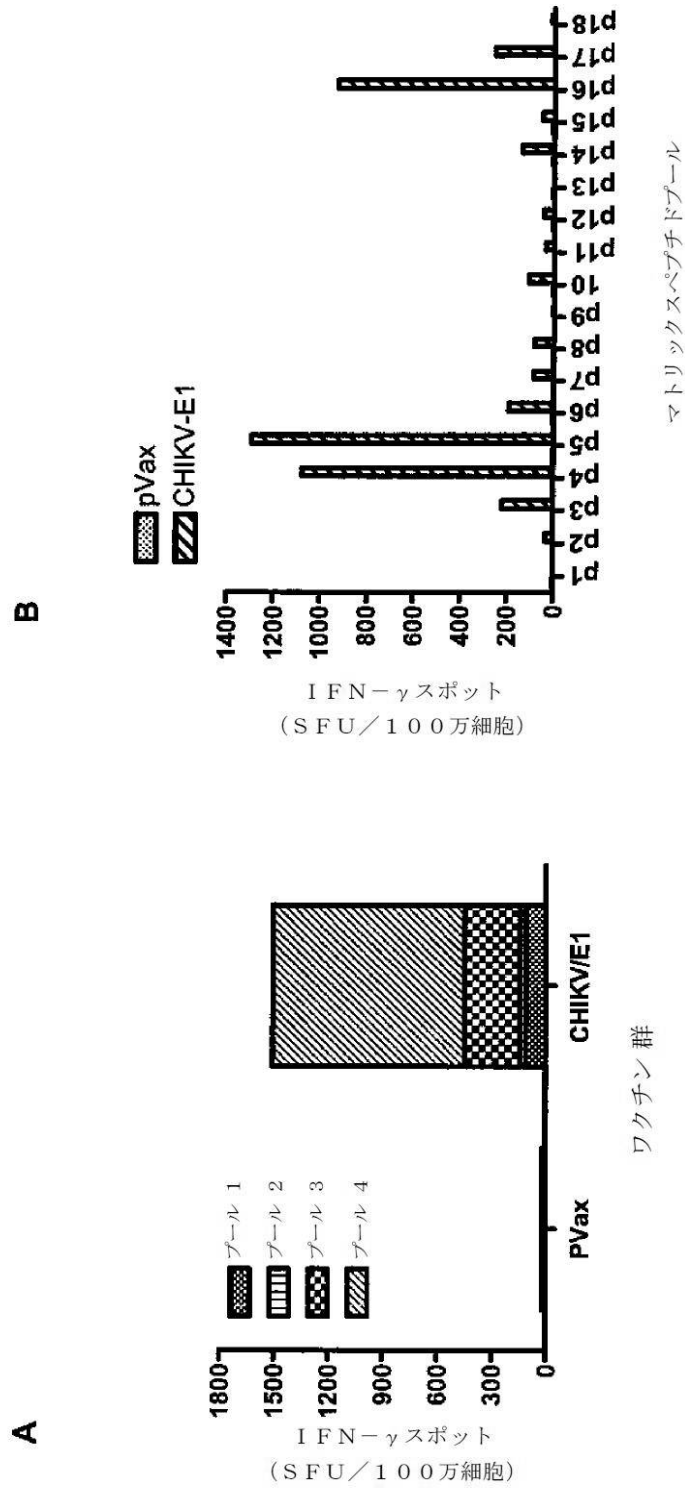 A
1800
1500
1200
900
600
300
0
IFN-γスポット
(SFU/100万細胞)
プール 1
プール 2
プール 3
プール 4
PVax
CHIKV/E1
ワクチン 群
B
pVax
CHIKV-E1
1400
1200
1000
800
600
400
200
0
IFN-γスポット
(SFU/100万細胞)
p1
p2
p3
p4
p5
p6
p7
p8
p9
10
p11
p12
p13
p14
p15
p16
p17
p18
マトリックスペプチドプール